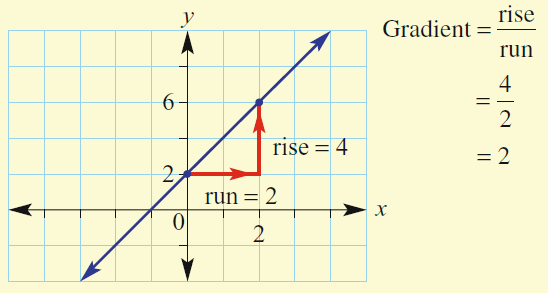 y
6
2
0
2
x
rise = 4
run = 2
Gradient = rise/run
= 4/2
= 2